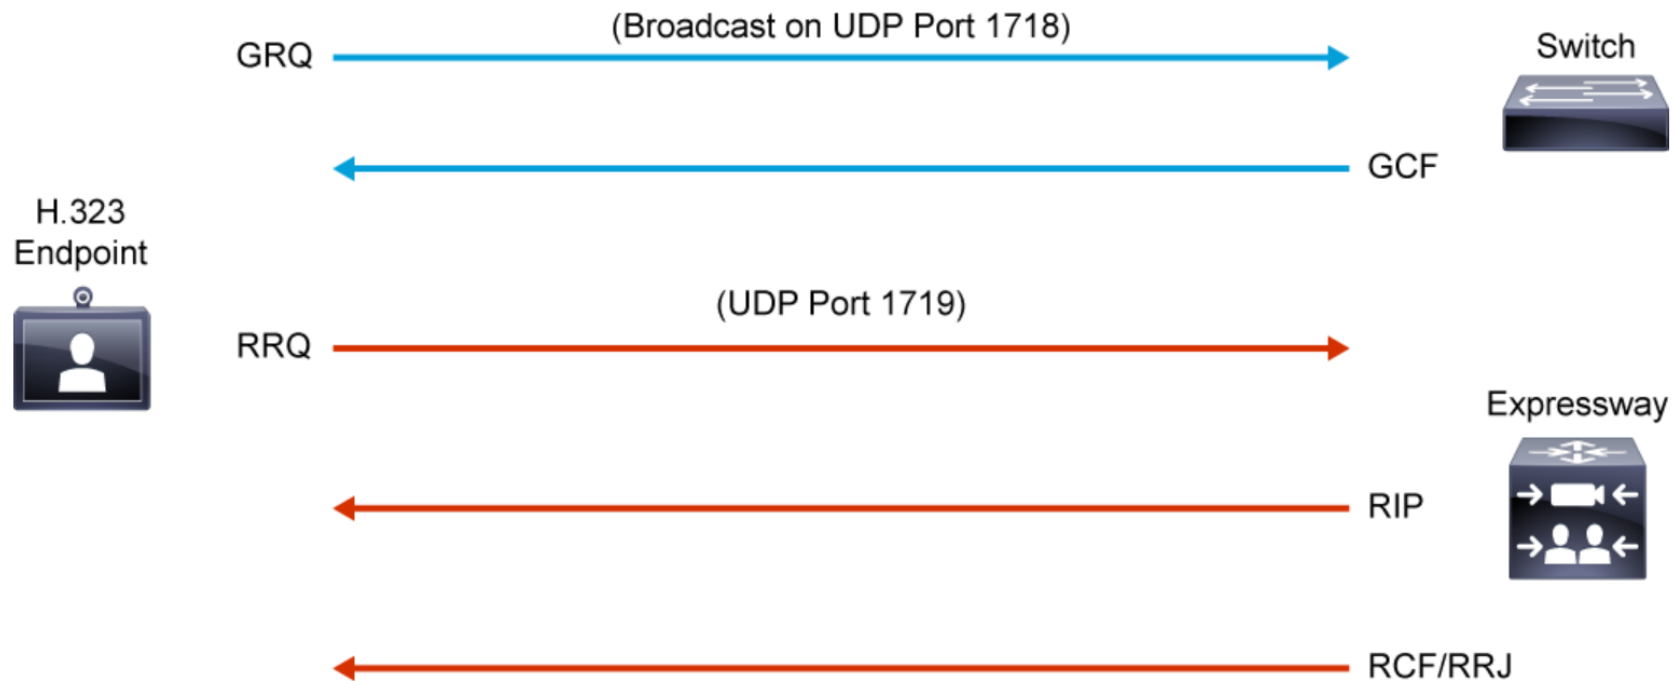 (Broadcast on UDP Port 1718)
GRQ
Switch
GCF
H.323
Endpoint
(UDP Port 1719)
RRQ
Expressway
RIP
RCF/RRJ